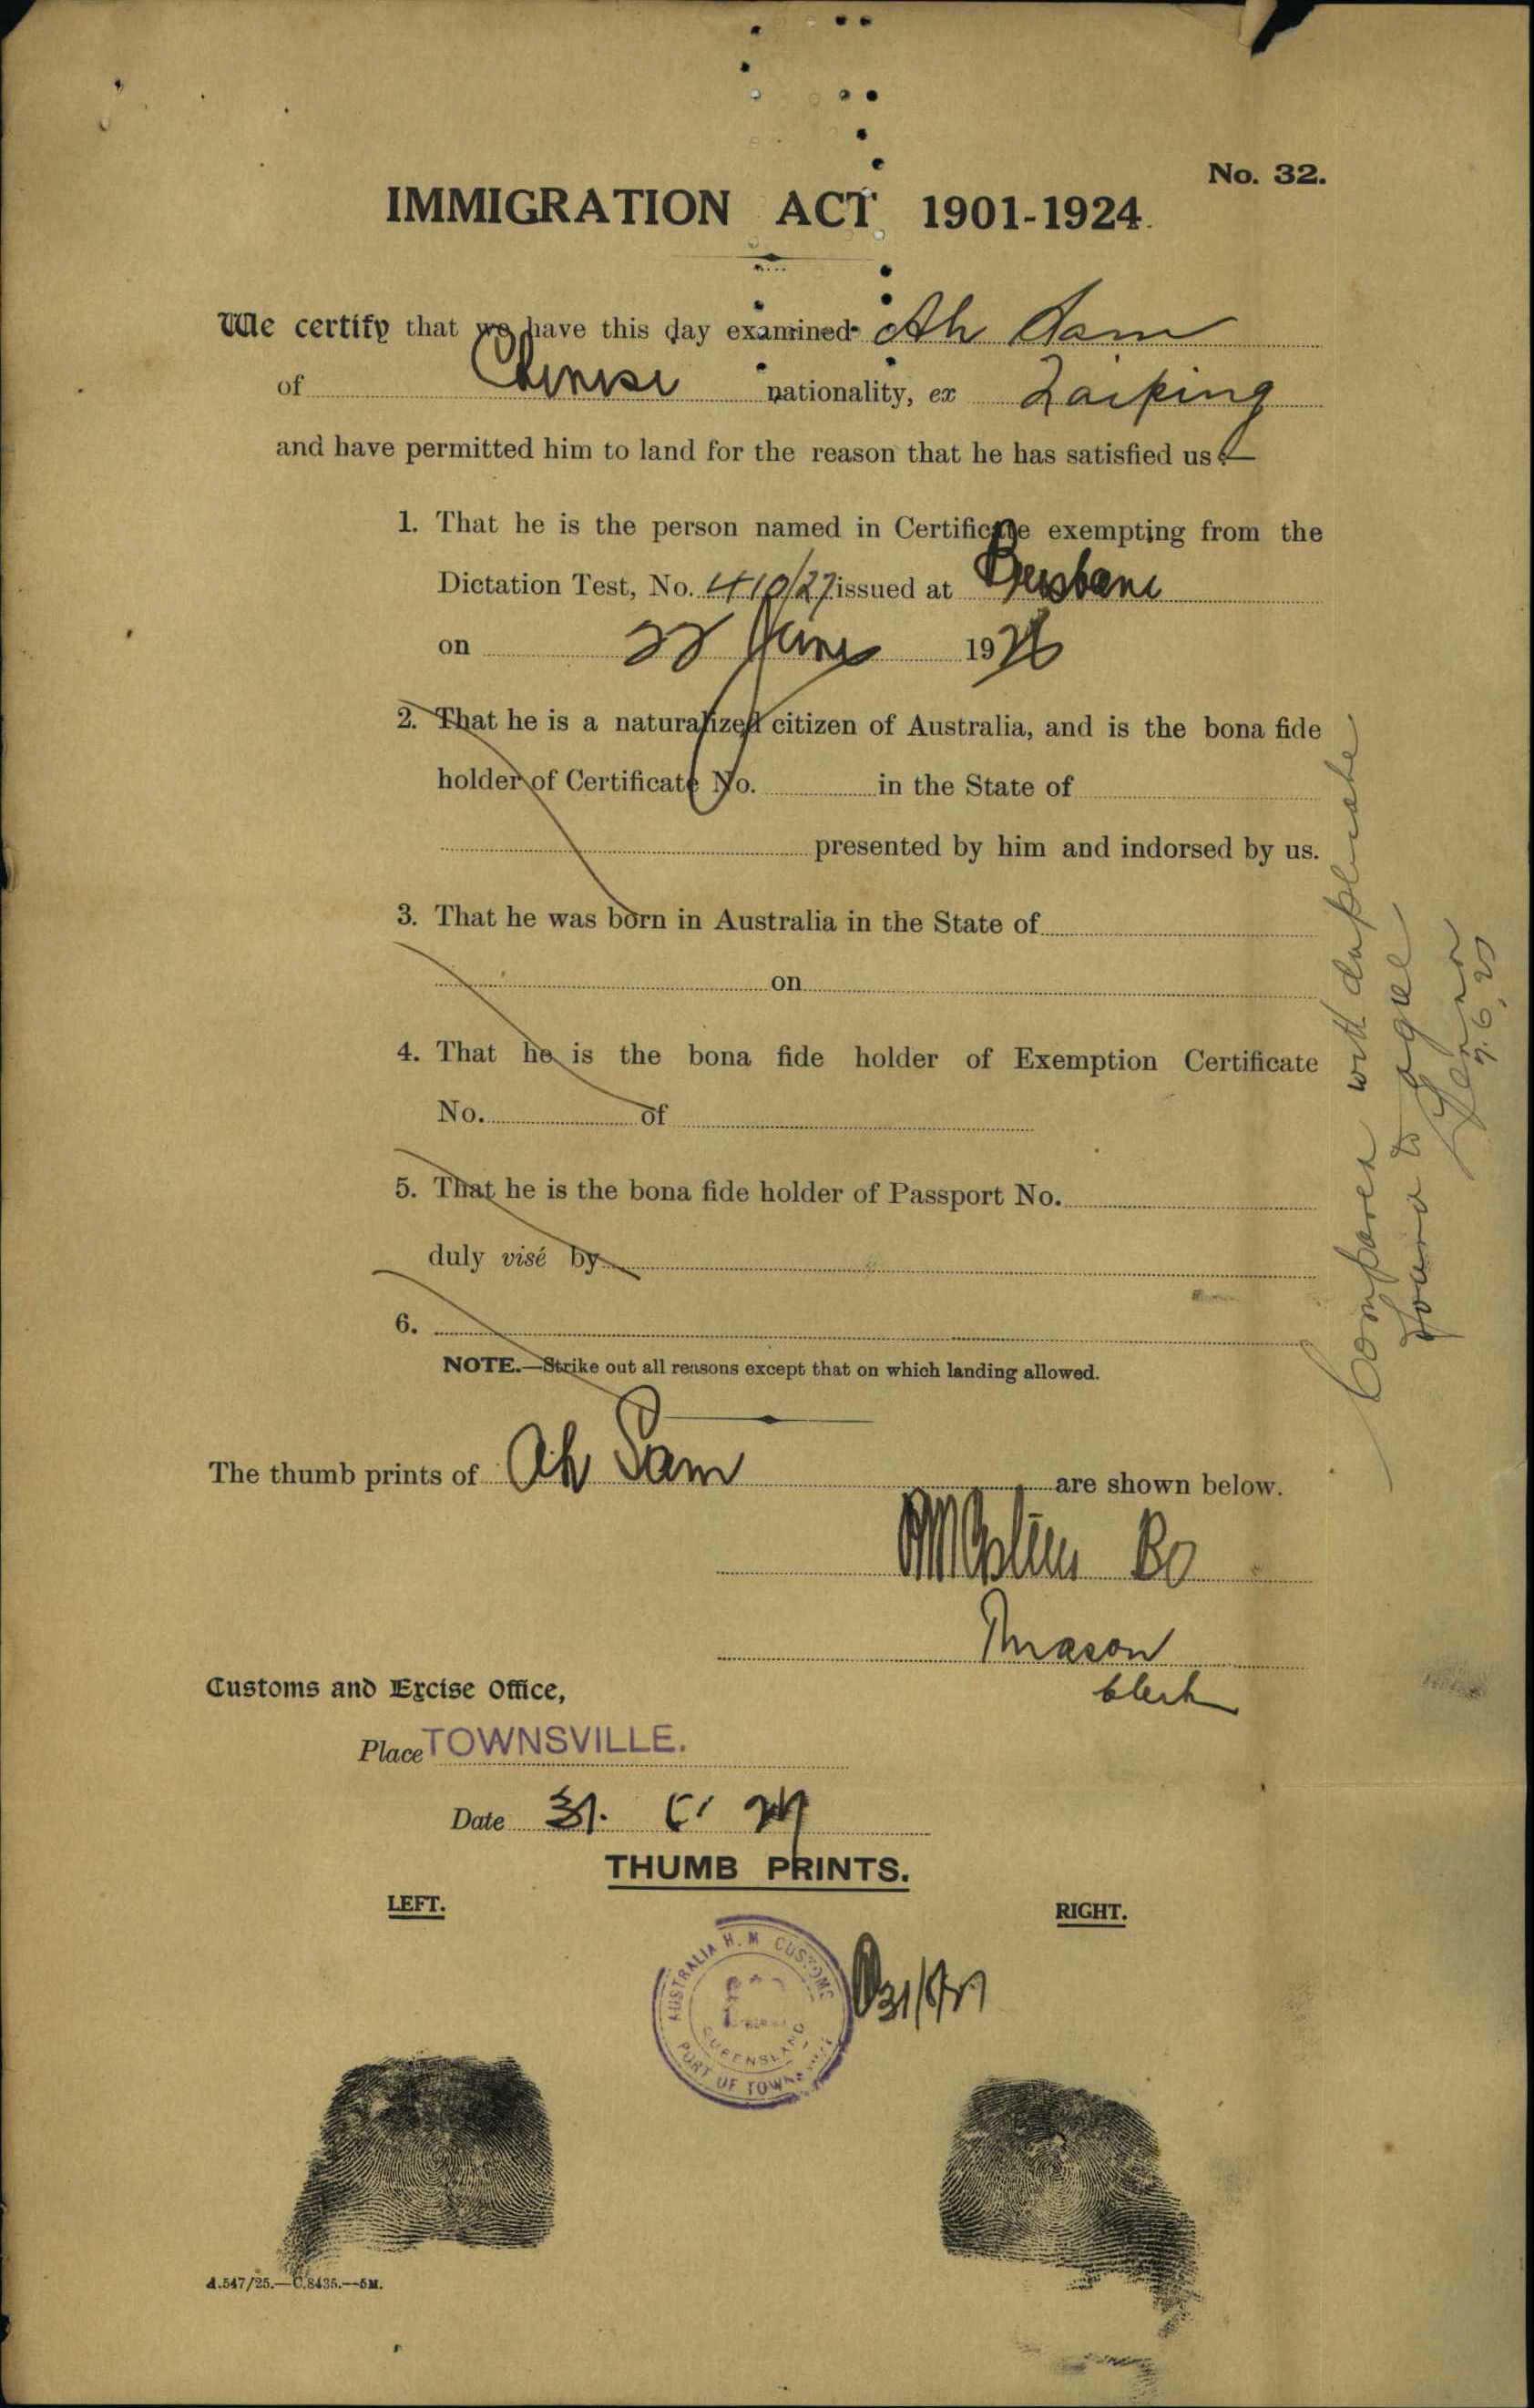 No. 32.
IMMIGRATION ACT 1901-1924.
We certify that we have this day examined Ah Sam
of Chinese nationality, ex Taiping
and have permitted him to land for the reason that he has satisfied us :—
1. That he is the person named in Certificate exempting from the
Dictation Test, No. 410/27 issued at Brisbane
on 22 June 1926
2. That he is a naturalized citizen of Australia, and is the bona fide
holder of Certificate No. in the State of
presented by him and indorsed by us.
3. That he was born in Australia in the State of
on
4. That he is the bona fide holder of Exemption Certificate
No. of
5. That he is the bona fide holder of Passport No.
duly visé by
6.
NOTE.—Strike out all reasons except that on which landing allowed.
The thumb prints of Ah Sam are shown below.
Mason
Clerk
Customs and Excise Office,
Place TOWNSVILLE.
Date 31.
THUMB PRINTS.
LEFT.
RIGHT.
AUSTRALIA H. M CUSTOMS
QUEENSLAND
PORT OF TOWNSVILLE
A.547/25.—C.8435.—5M.
Compared with duplicate
found to agree